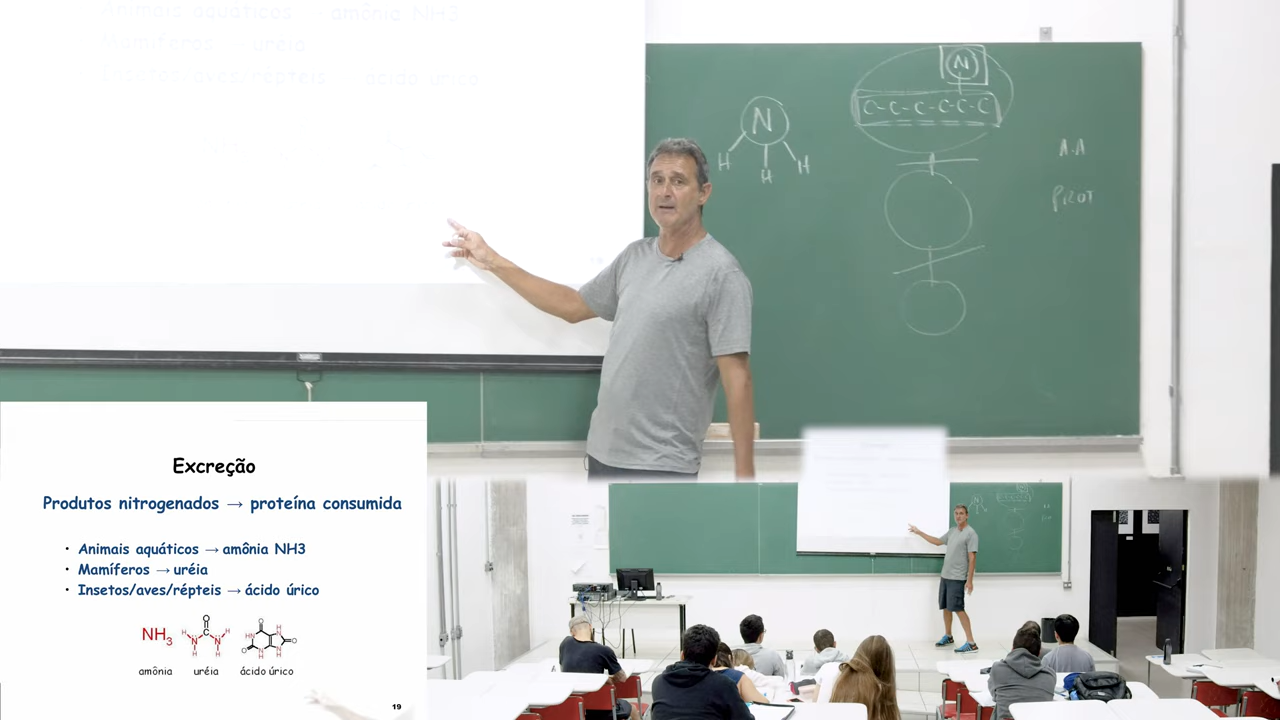 Animais aquáticos amônia NH3
Mamíferos uréia
Insetos/aves/répteis ácido úrico
N
H H H
N
C-C-C-C-C-C
A.A
PROT
Excreção
Produtos nitrogenados → proteína consumida
• Animais aquáticos → amônia NH3
• Mamíferos → uréia
• Insetos/aves/répteis → ácido úrico
NH3
amônia uréia ácido úrico
19